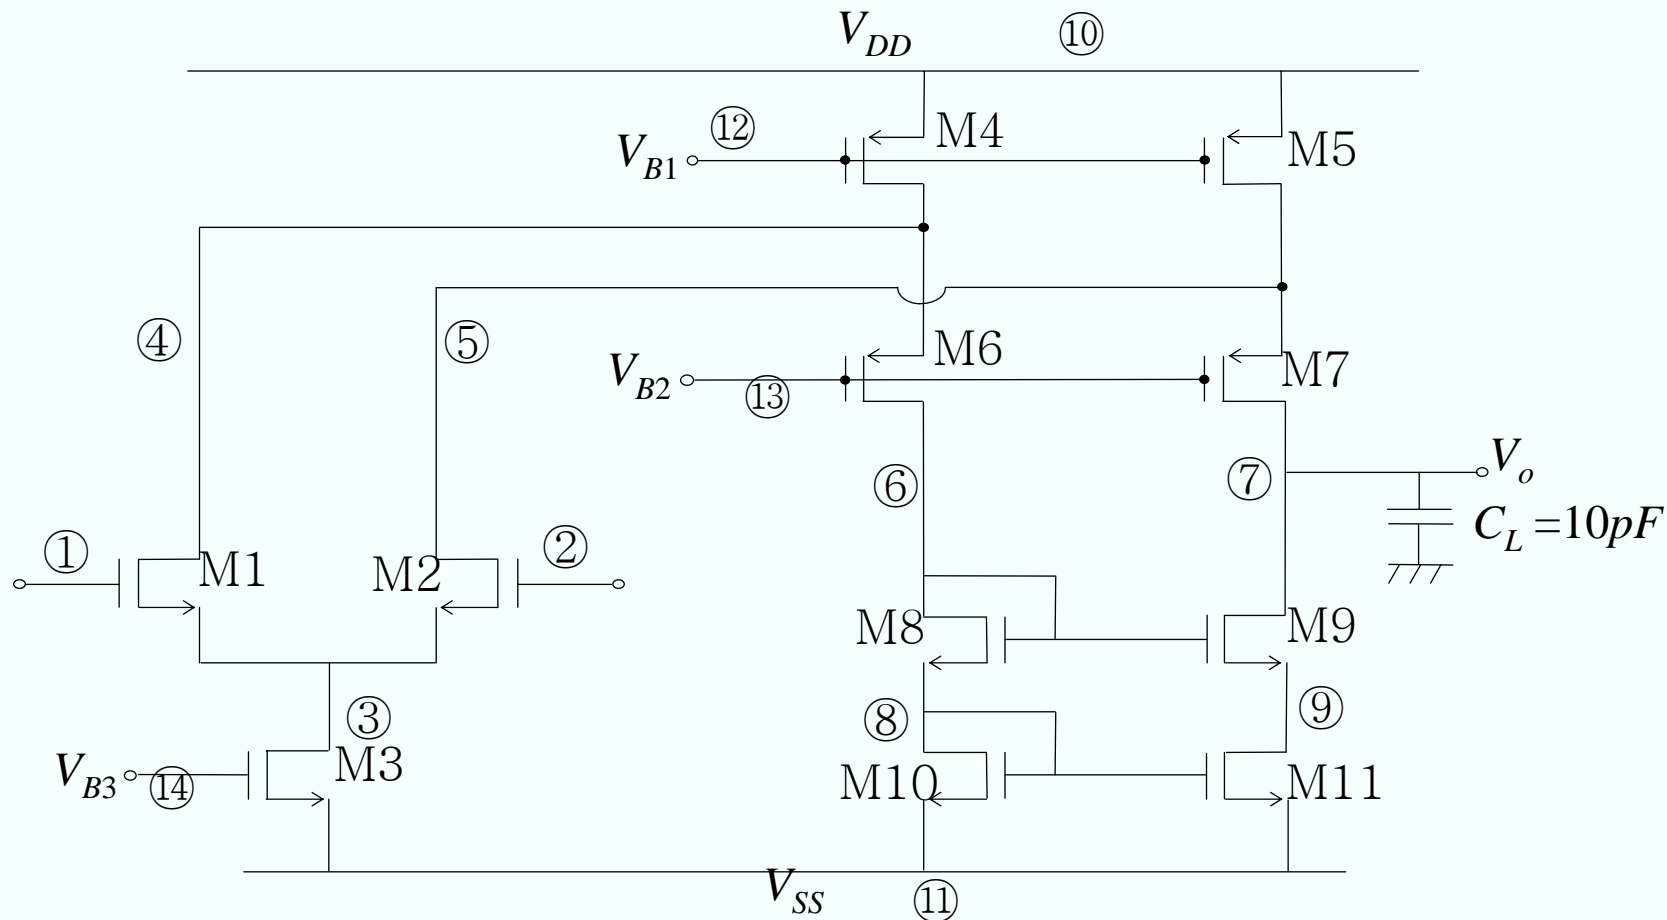 V_DD ⑩
⑫ M4
V_B1 M5
④ ⑤ M6
V_B2 ⑬ M7
⑥ ⑦ V_o
C_L =10pF
① M1 M2 ②
M8 M9
③ ⑧ ⑨
V_B3 ⑭ M3 M10 M11
V_SS ⑪